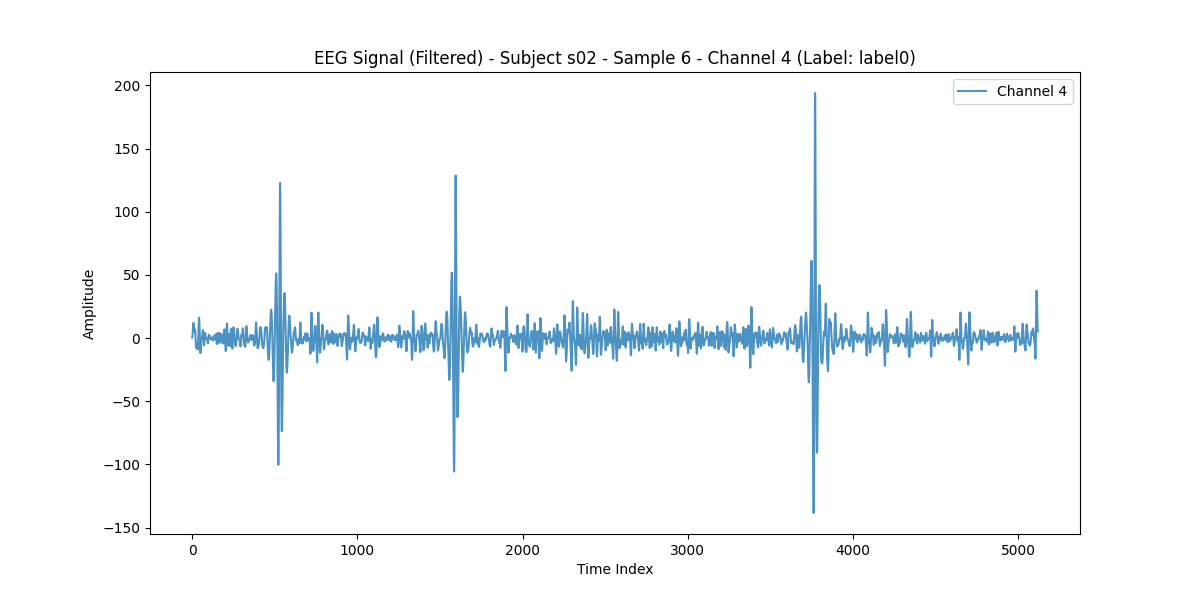 EEG Signal (Filtered) - Subject s02 - Sample 6 - Channel 4 (Label: label0)
Channel 4
200
150
100
50
0
−50
−100
−150
Amplitude
0 1000 2000 3000 4000 5000
Time Index